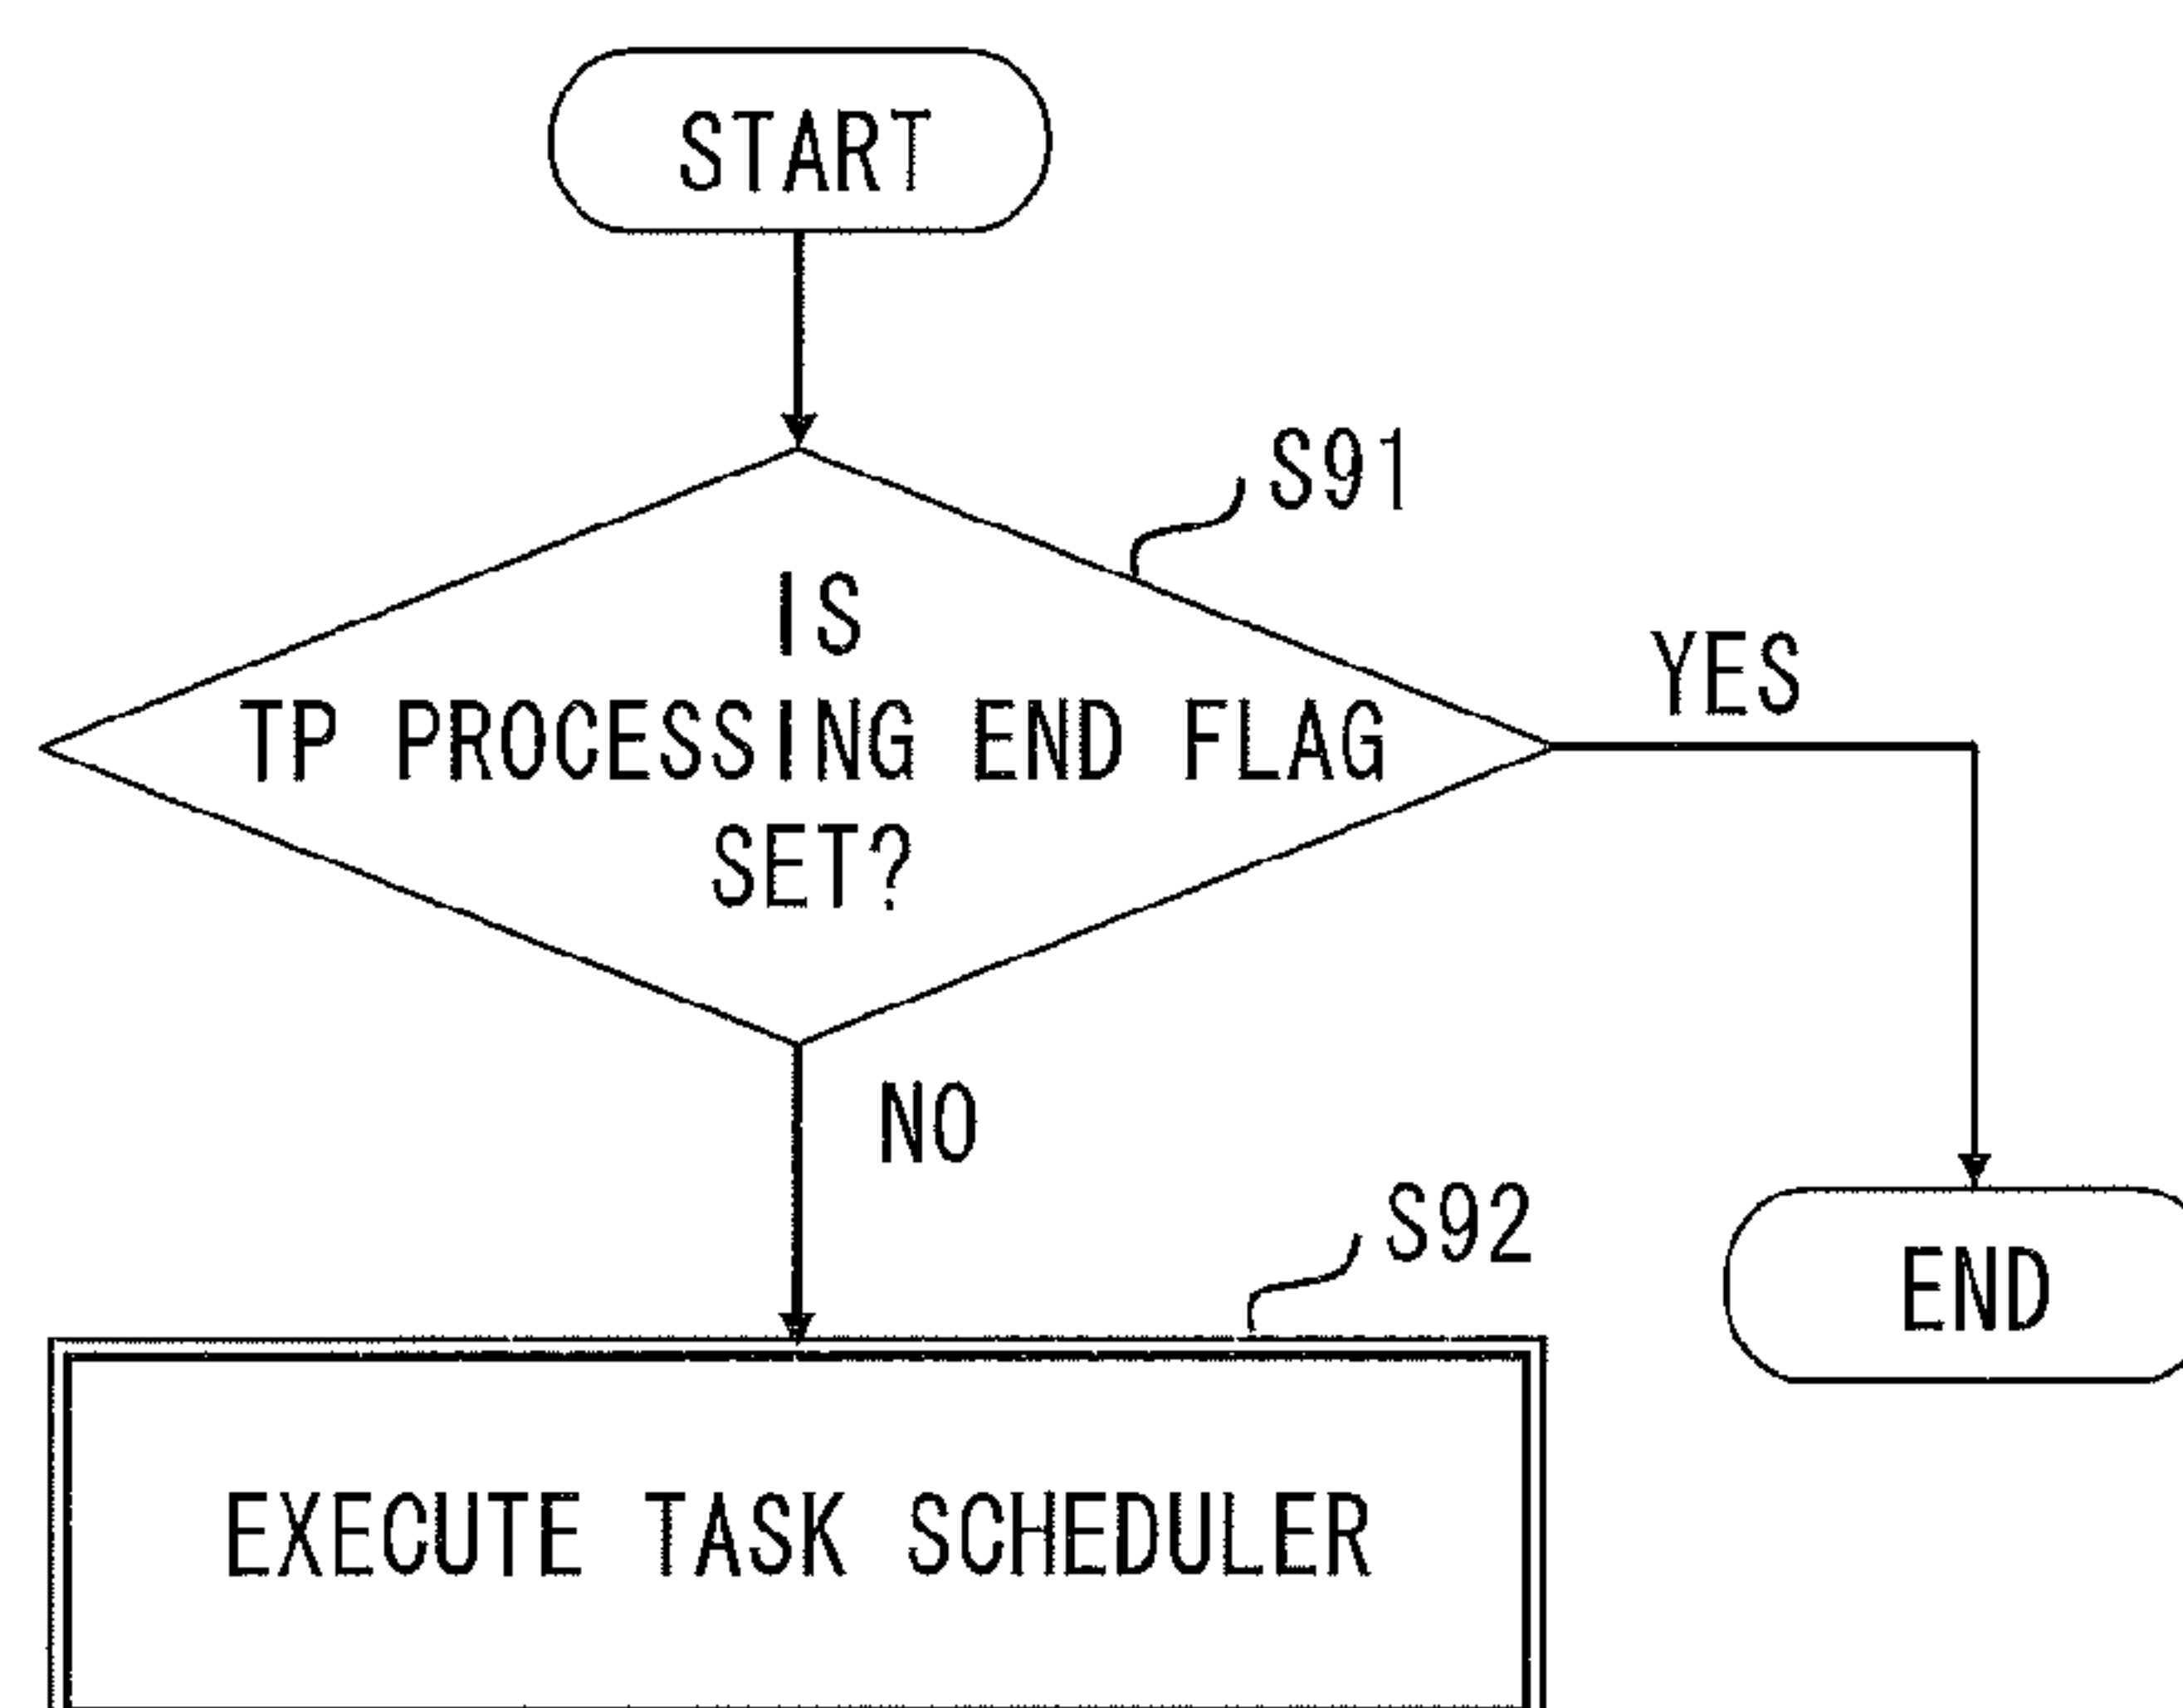 START
S91
IS
TP PROCESSING END FLAG
SET?
YES
NO
S92
END
EXECUTE TASK SCHEDULER